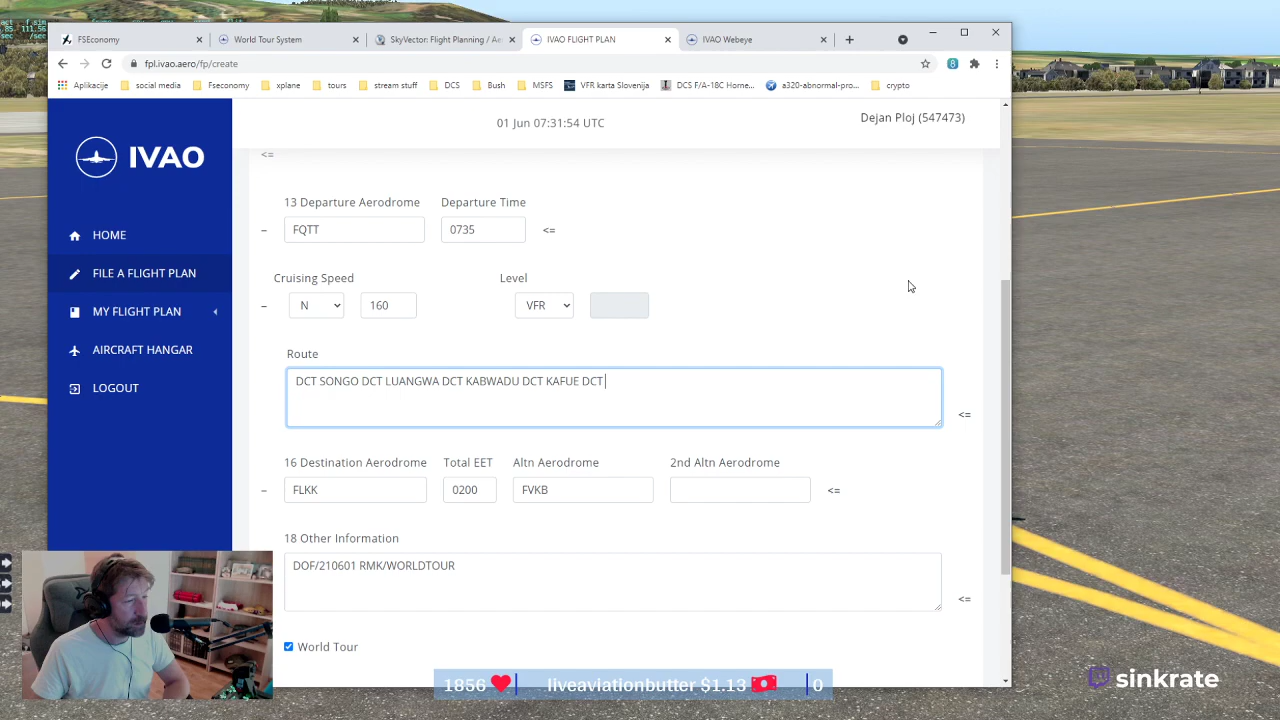 FSEconomy
World Tour System
SkyVector: Flight Planning / Ae
IVAO FLIGHT PLAN
IVAO Webeye
fpl.ivao.aero/fp/create
Aplikacije
social media
Fseconomy
xplane
tours
stream stuff
DCS
Bush
MSFS
VFR karta Slovenija
DCS F/A-18C Horne...
a320-abnormal-pro...
crypto
IVAO
01 Jun 07:31:54 UTC
Dejan Ploj (547473)
<=
HOME
FILE A FLIGHT PLAN
MY FLIGHT PLAN
AIRCRAFT HANGAR
LOGOUT
13 Departure Aerodrome
Departure Time
– FQTT
0735 <=
Cruising Speed
Level
– N 160
VFR
Route
DCT SONGO DCT LUANGWA DCT KABWADU DCT KAFUE DCT
<=
16 Destination Aerodrome
Total EET
Altn Aerodrome
2nd Altn Aerodrome
– FLKK
0200
FVKB
<=
18 Other Information
DOF/210601 RMK/WORLDTOUR
<=
World Tour
1856
liveaviationbutter $1.13
0
sinkrate